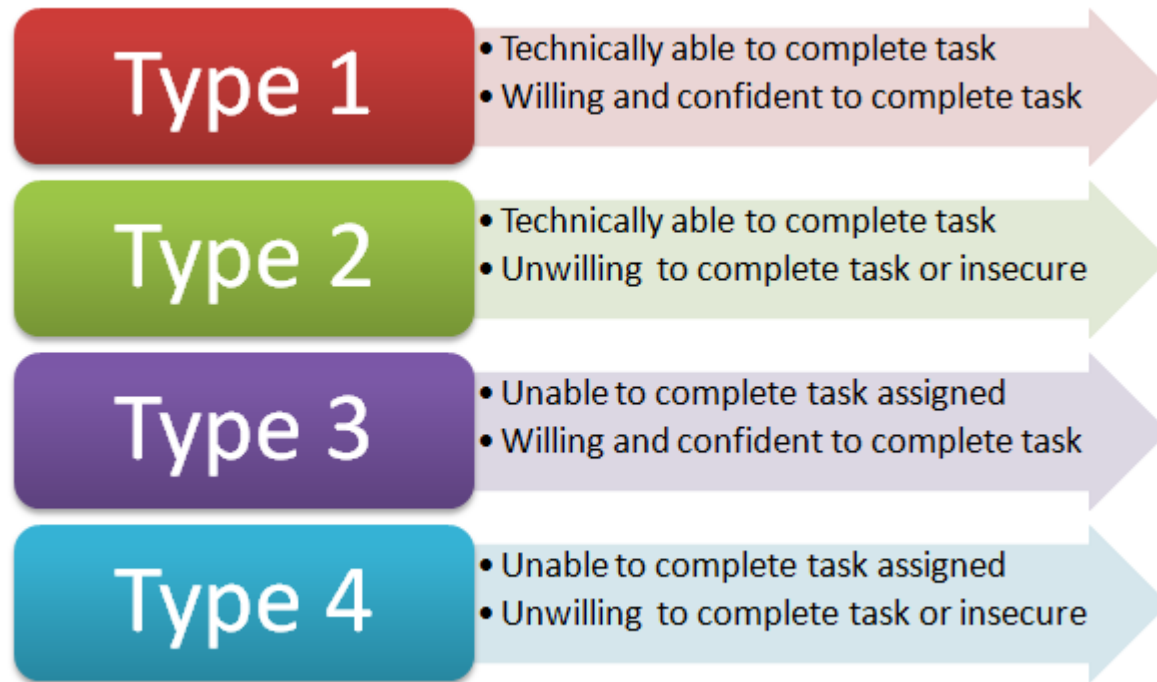 Type 1
• Technically able to complete task
• Willing and confident to complete task
Type 2
• Technically able to complete task
• Unwilling  to complete task or insecure
Type 3
• Unable to complete task assigned
• Willing and confident to complete task
Type 4
• Unable to complete task assigned
• Unwilling  to complete task or insecure